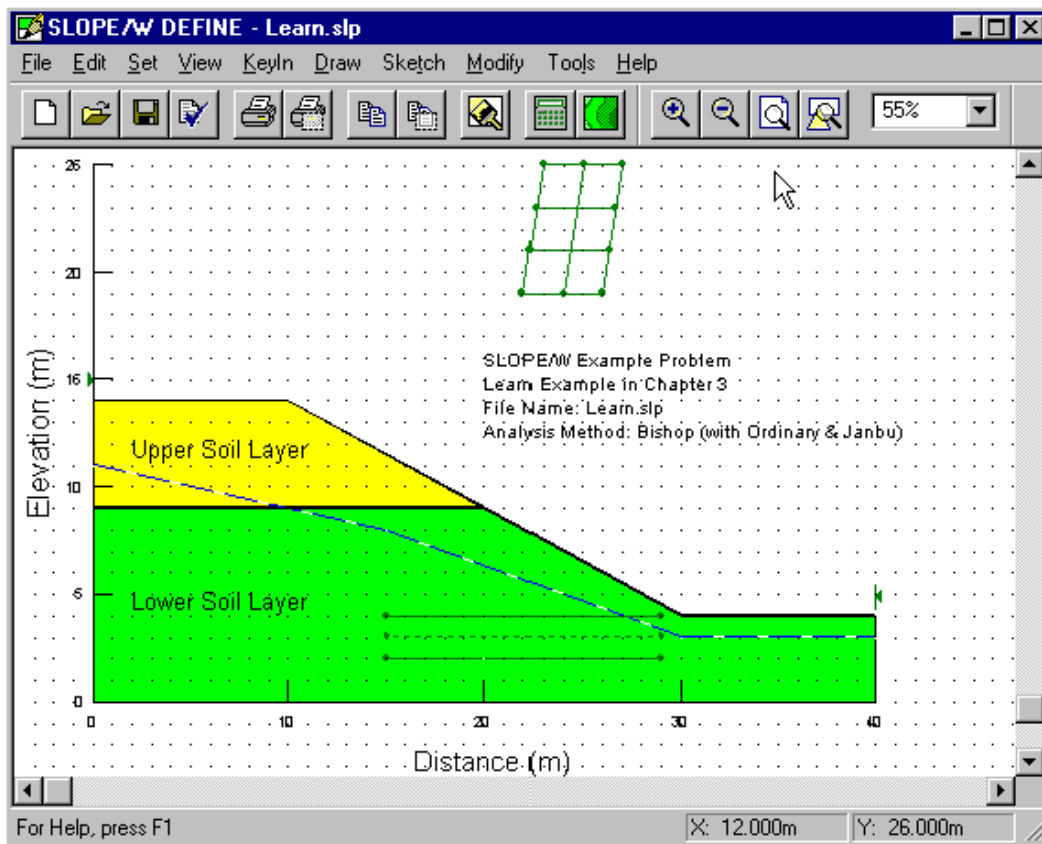 SLOPE/W DEFINE - Learn.slp
File Edit Set View KeyIn Draw Sketch Modify Tools Help
55%
25
20
15
10
5
0
Elevation (m)
SLOPE/W Example Problem
Learn Example in Chapter 3
File Name: Learn.slp
Analysis Method: Bishop (with Ordinary & Janbu)
Upper Soil Layer
Lower Soil Layer
0 10 20 30 40
Distance (m)
For Help, press F1
X: 12.000m
Y: 26.000m